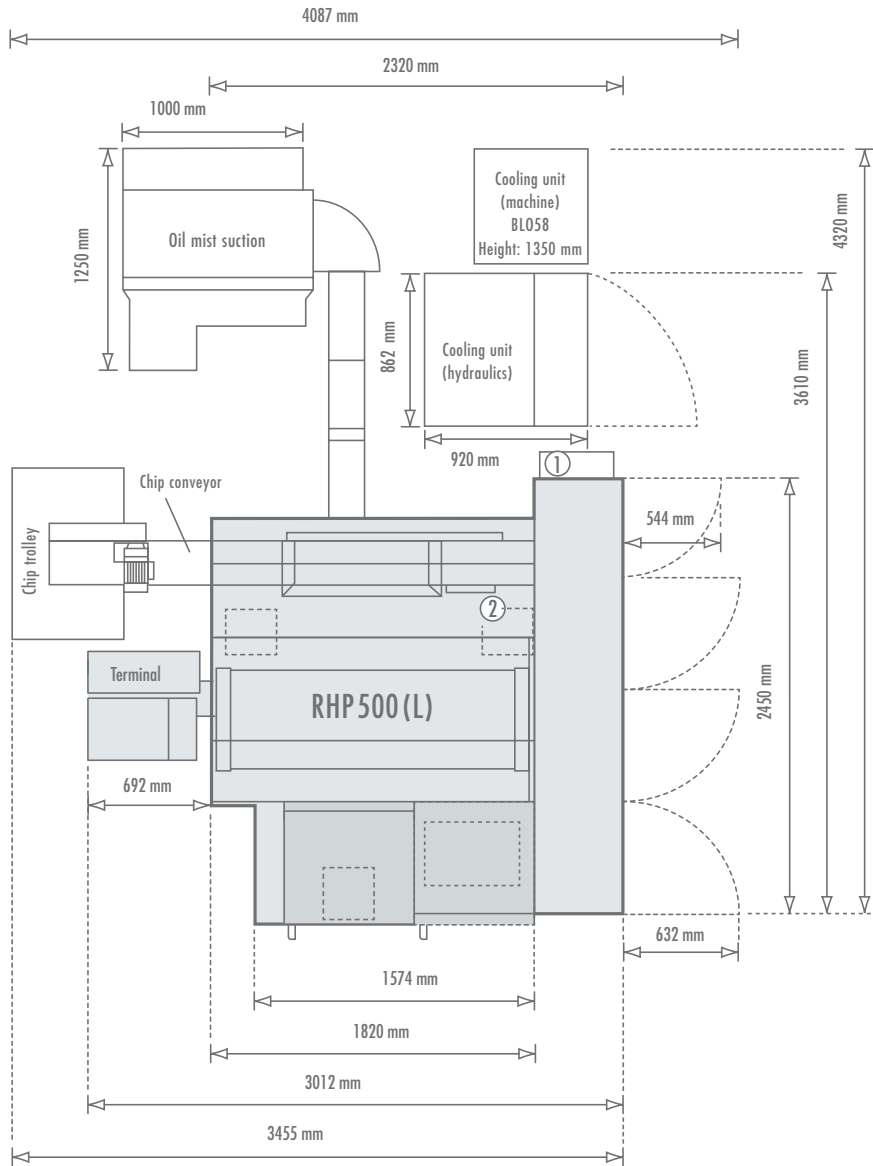 4087 mm
2320 mm
1000 mm
1250 mm
Oil mist suction
Cooling unit
(machine)
BL058
Height: 1350 mm
4320 mm
862 mm
Cooling unit
(hydraulics)
3610 mm
920 mm
1
Chip conveyor
Chip trolley
544 mm
2
2450 mm
Terminal
RHP 500 (L)
692 mm
632 mm
1574 mm
1820 mm
3012 mm
3455 mm